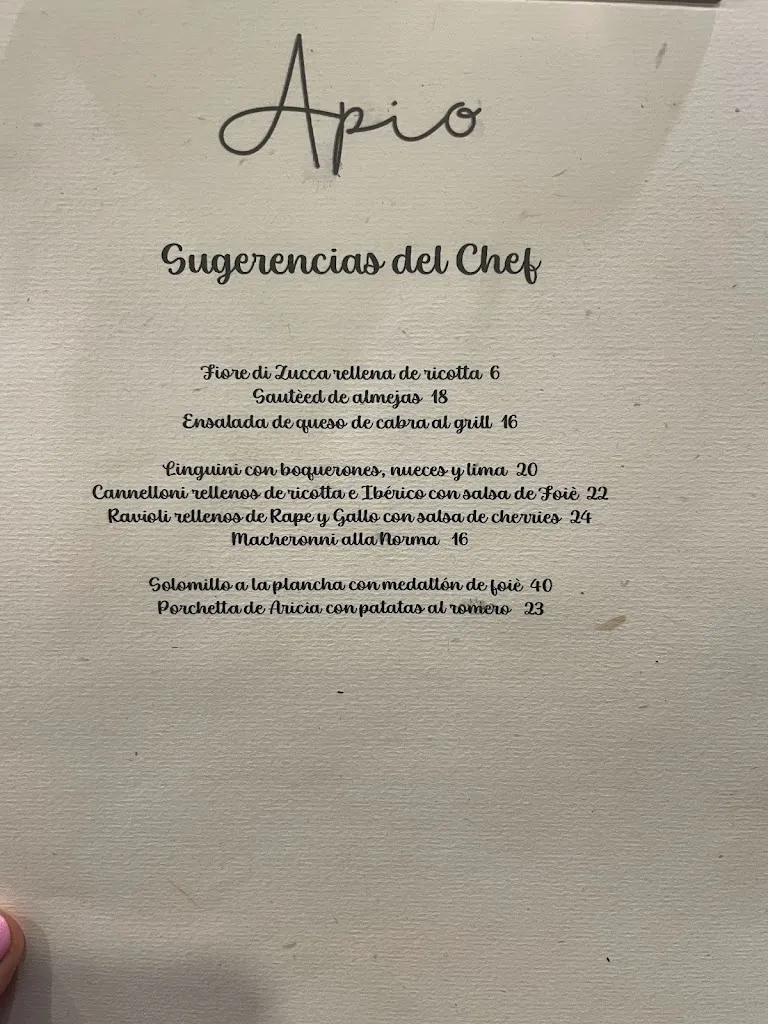 Apio
Sugerencias del Chef
Fiore di Zucca rellena de ricotta 6
Sautèed de almejas 18
Ensalada de queso de cabra al grill 16
Linguini con boquerones, nueces y lima 20
Cannelloni rellenos de ricotta e Ibérico con salsa de Foiè 22
Ravioli rellenos de Rape y Gallo con salsa de cherries 24
Macheronni alla Norma 16
Solomillo a la plancha con medallón de foiè 40
Porchetta de Aricia con patatas al romero 23